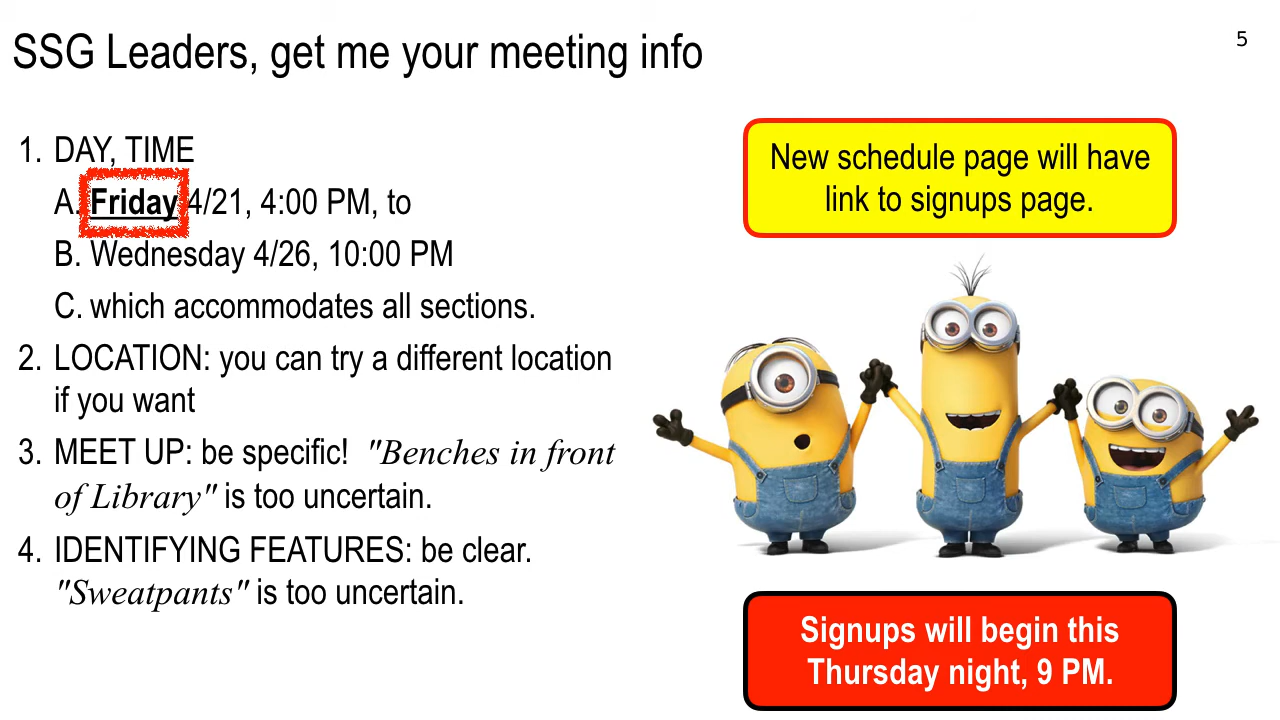 SSG Leaders, get me your meeting info
5
1. DAY, TIME
A. Friday 4/21, 4:00 PM, to
B. Wednesday 4/26, 10:00 PM
C. which accommodates all sections.
2. LOCATION: you can try a different location
if you want
3. MEET UP: be specific! "Benches in front
of Library" is too uncertain.
4. IDENTIFYING FEATURES: be clear.
"Sweatpants" is too uncertain.
New schedule page will have
link to signups page.
Signups will begin this
Thursday night, 9 PM.